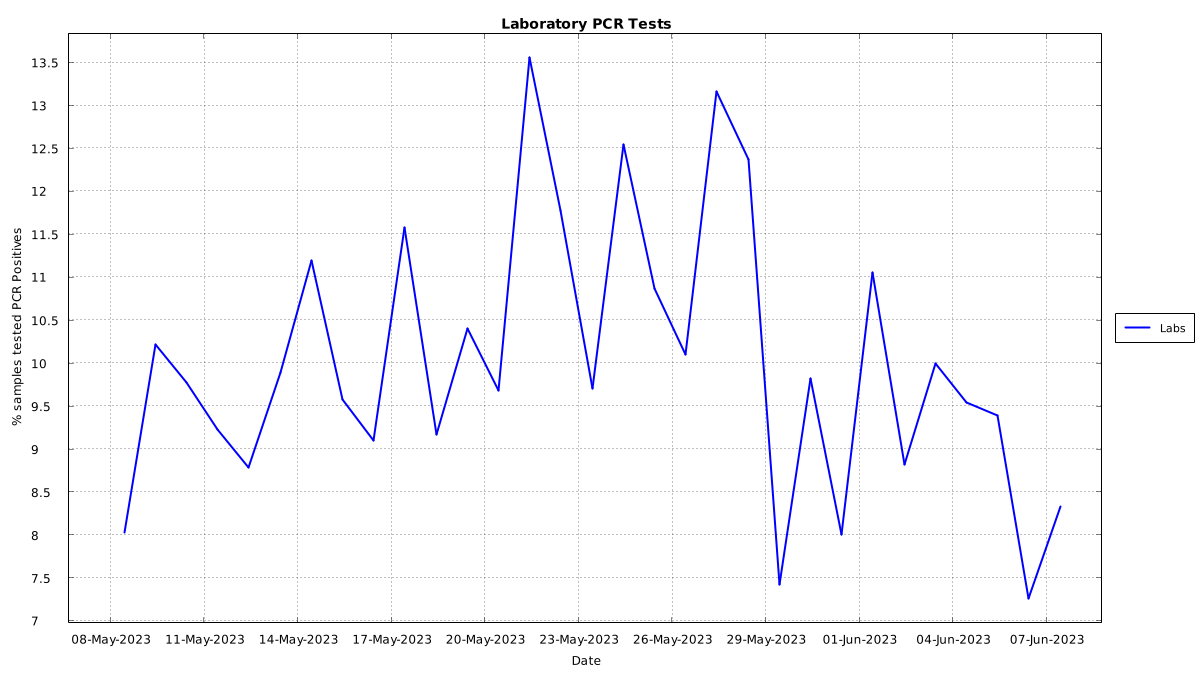 Laboratory PCR Tests
% samples tested PCR Positives
13.5
13
12.5
12
11.5
11
10.5
10
9.5
9
8.5
8
7.5
7
08-May-2023 11-May-2023 14-May-2023 17-May-2023 20-May-2023 23-May-2023 26-May-2023 29-May-2023 01-Jun-2023 04-Jun-2023 07-Jun-2023
Date
Labs